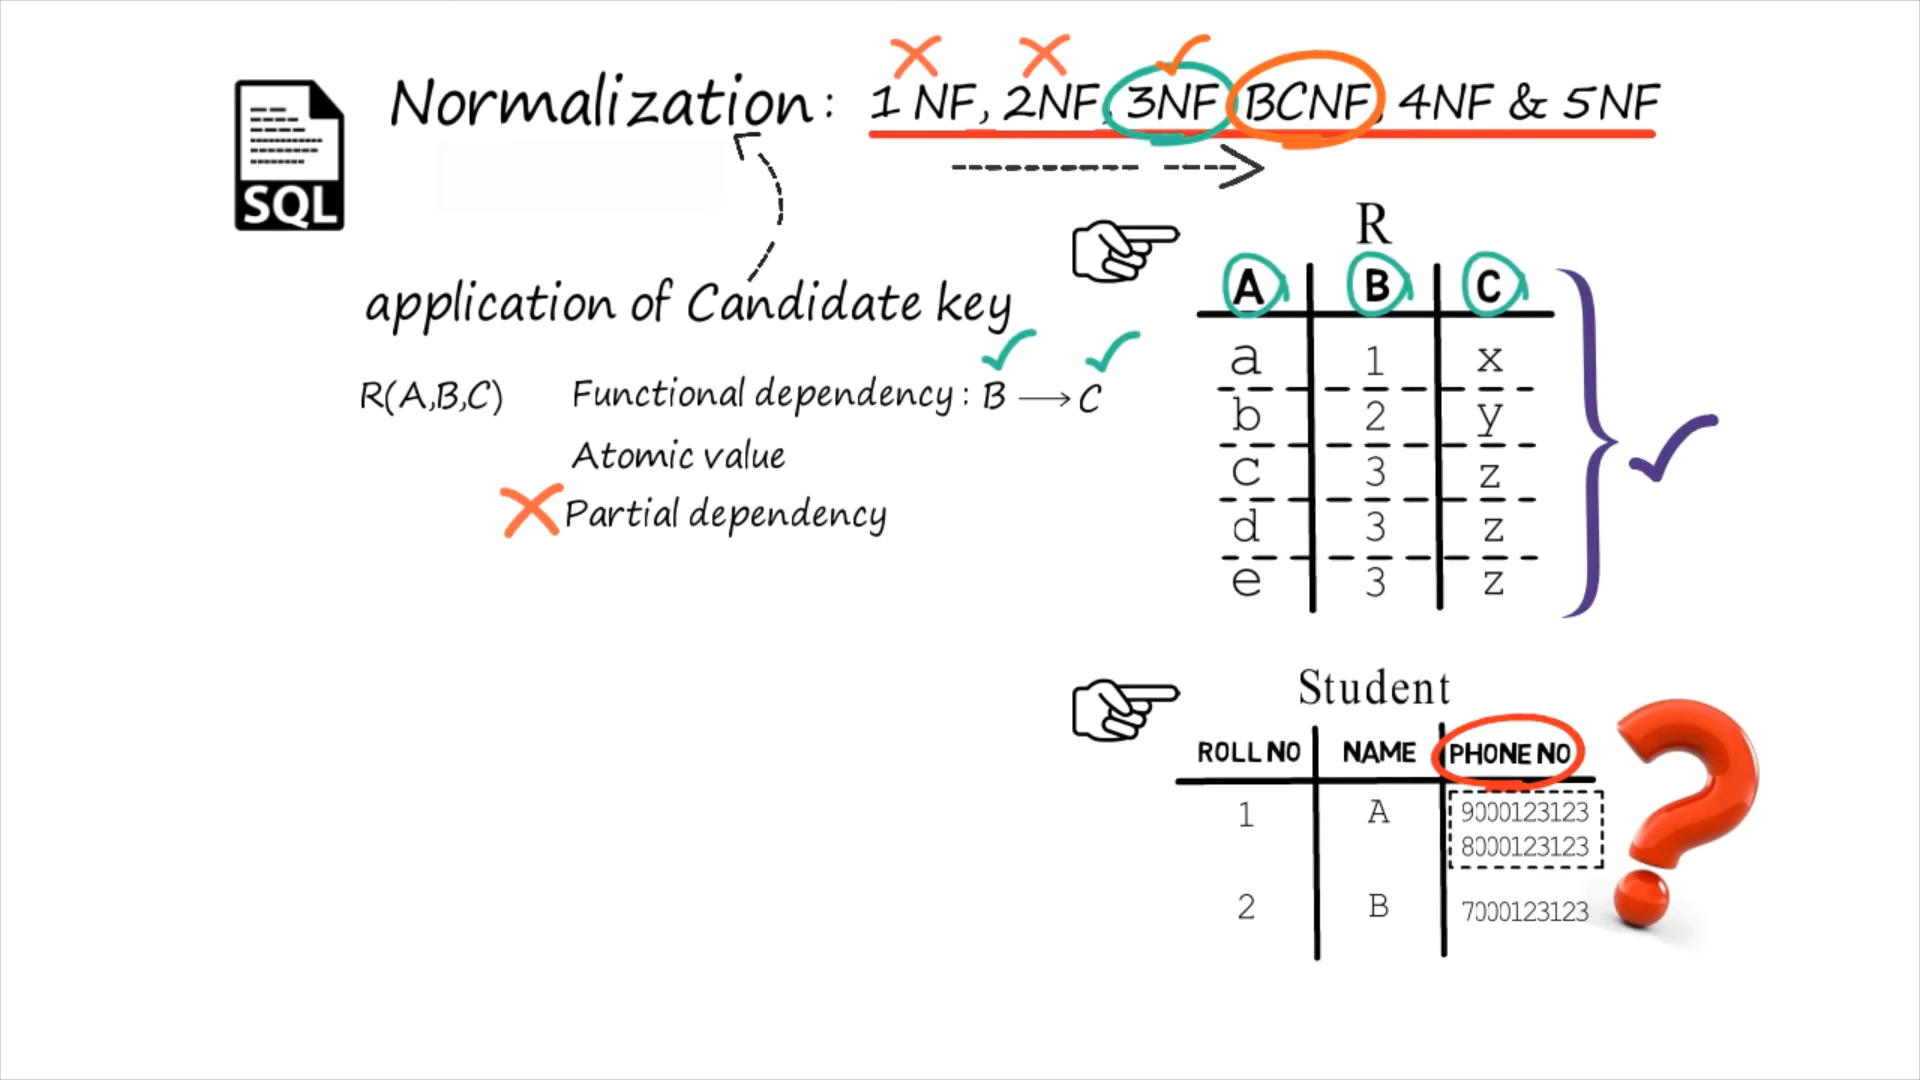 SQL
Normalization: 1 NF, 2NF, 3NF, BCNF, 4NF & 5NF
application of Candidate key
R(A,B,C) Functional dependency: B → C
Atomic value
Partial dependency
R
A B C
a 1 x
b 2 y
c 3 z
d 3 z
e 3 z
Student
ROLL NO NAME PHONE NO
1 A 9000123123
8000123123
2 B 7000123123
?